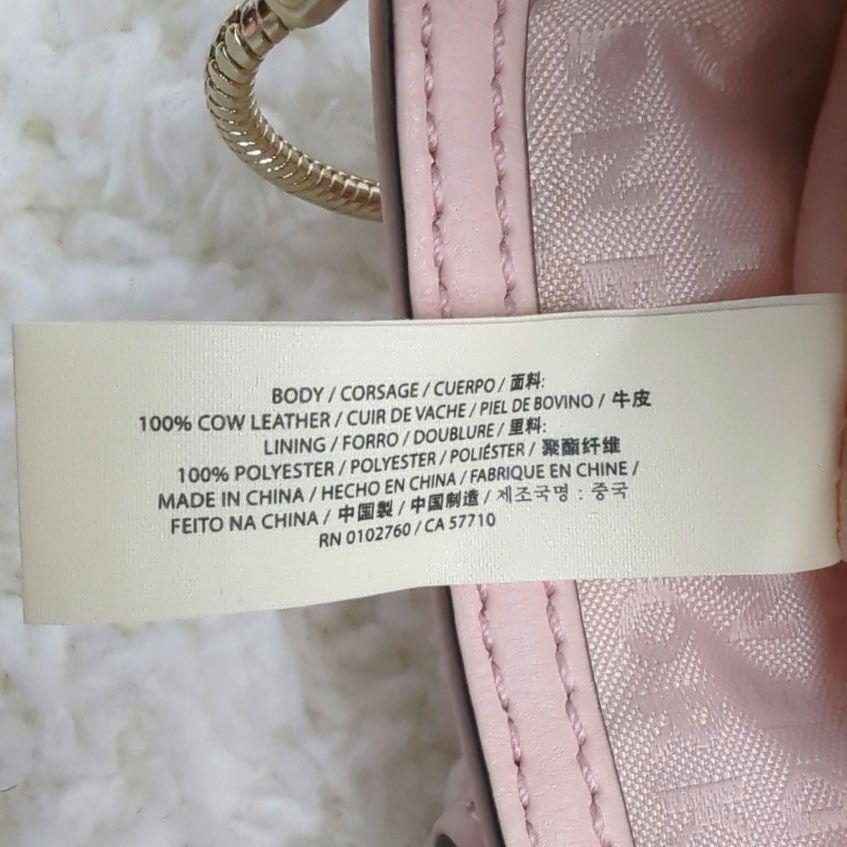 BODY / CORSAGE / CUERPO / 面料:
100% COW LEATHER / CUIR DE VACHE / PIEL DE BOVINO / 牛皮
LINING / FORRO / DOUBLURE / 里料:
100% POLYESTER / POLYESTER / POLIÉSTER / 聚酯纤维
MADE IN CHINA / HECHO EN CHINA / FABRIQUE EN CHINE /
FEITO NA CHINA / 中國製 / 中国制造 / 제조국명 : 중국
RN 0102760 / CA 57710